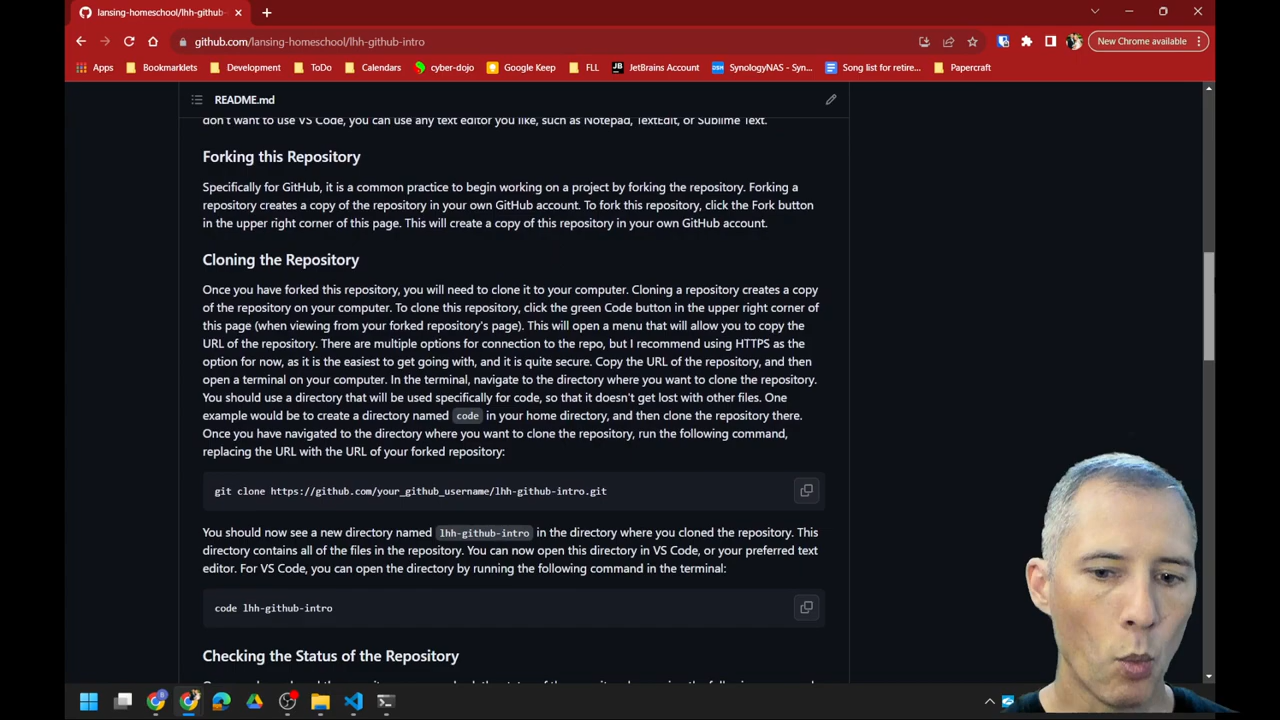 lansing-homeschool/lhh-github-
github.com/lansing-homeschool/lhh-github-intro
New Chrome available
Apps
Bookmarklets
Development
ToDo
Calendars
cyber-dojo
Google Keep
FLL
JetBrains Account
SynologyNAS - Syn...
Song list for retire...
Papercraft
README.md
don't want to use VS Code, you can use any text editor you like, such as Notepad, TextEdit, or Sublime Text.
Forking this Repository
Specifically for GitHub, it is a common practice to begin working on a project by forking the repository. Forking a
repository creates a copy of the repository in your own GitHub account. To fork this repository, click the Fork button
in the upper right corner of this page. This will create a copy of this repository in your own GitHub account.
Cloning the Repository
Once you have forked this repository, you will need to clone it to your computer. Cloning a repository creates a copy
of the repository on your computer. To clone this repository, click the green Code button in the upper right corner of
this page (when viewing from your forked repository's page). This will open a menu that will allow you to copy the
URL of the repository. There are multiple options for connection to the repo, but I recommend using HTTPS as the
option for now, as it is the easiest to get going with, and it is quite secure. Copy the URL of the repository, and then
open a terminal on your computer. In the terminal, navigate to the directory where you want to clone the repository.
You should use a directory that will be used specifically for code, so that it doesn't get lost with other files. One
example would be to create a directory named code in your home directory, and then clone the repository there.
Once you have navigated to the directory where you want to clone the repository, run the following command,
replacing the URL with the URL of your forked repository:
git clone https://github.com/your_github_username/lhh-github-intro.git
You should now see a new directory named lhh-github-intro in the directory where you cloned the repository. This
directory contains all of the files in the repository. You can now open this directory in VS Code, or your preferred text
editor. For VS Code, you can open the directory by running the following command in the terminal:
code lhh-github-intro
Checking the Status of the Repository